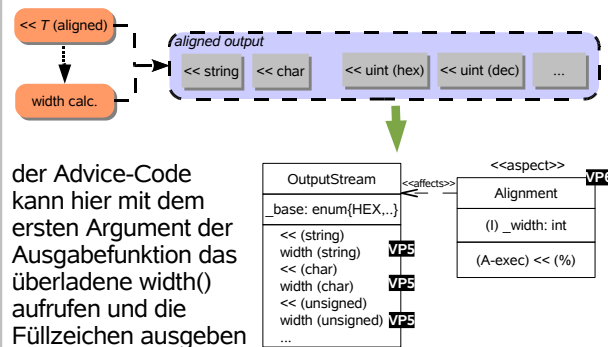 << T (aligned)
width calc.
aligned output
<< string
<< char
<< uint (hex)
<< uint (dec)
...
der Advice-Code
kann hier mit dem
ersten Argument der
Ausgabefunktion das
überladene width()
aufrufen und die
Füllzeichen ausgeben
OutputStream
_base: enum{HEX,..}
<< (string)
width (string) VP5
<< (char)
width (char) VP5
<< (unsigned)
width (unsigned) VP5
...
<<affects>>
<<aspect>>
Alignment VP6
(I) _width: int
(A-exec) << (%)